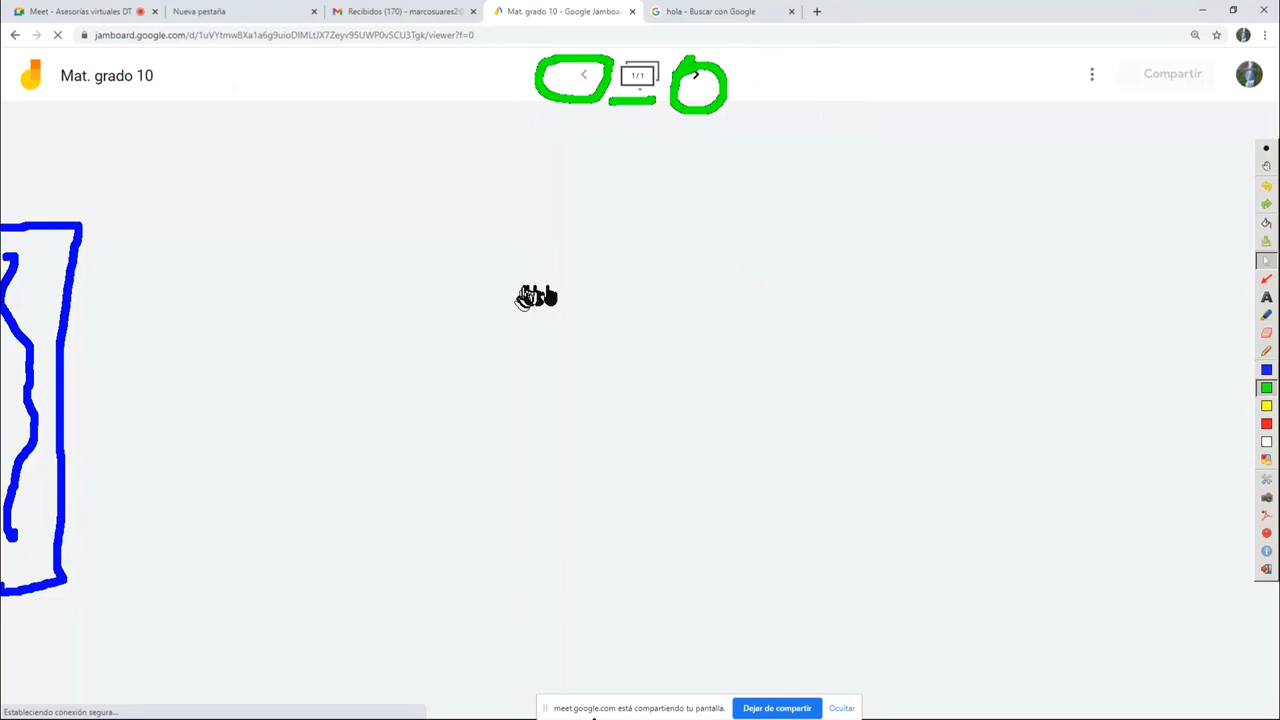 Meet - Asesorías virtuales DT
Nueva pestaña
Recibidos (170) - marcosuares2@
Mat. grado 10 - Google Jamboa
hola - Buscar con Google
jamboard.google.com/d/1uVYtmw8Xa1a6g9uioDIMLtJX7Zeyv95UWP0vSCU3Tgk/viewer?f=0
Mat. grado 10
1/1
Compartir
A
meet.google.com está compartiendo tu pantalla.
Dejar de compartir
Ocultar
Estableciendo conexión segura...